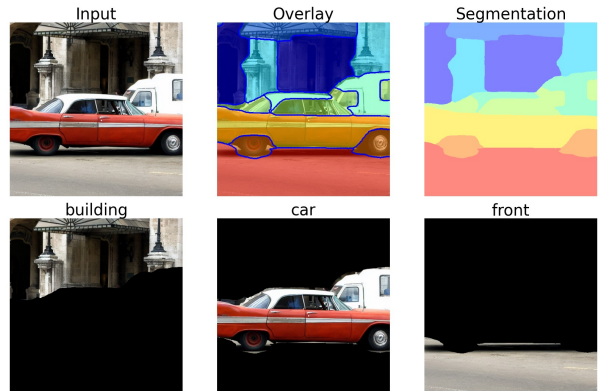 Input
Overlay
Segmentation
building
car
front